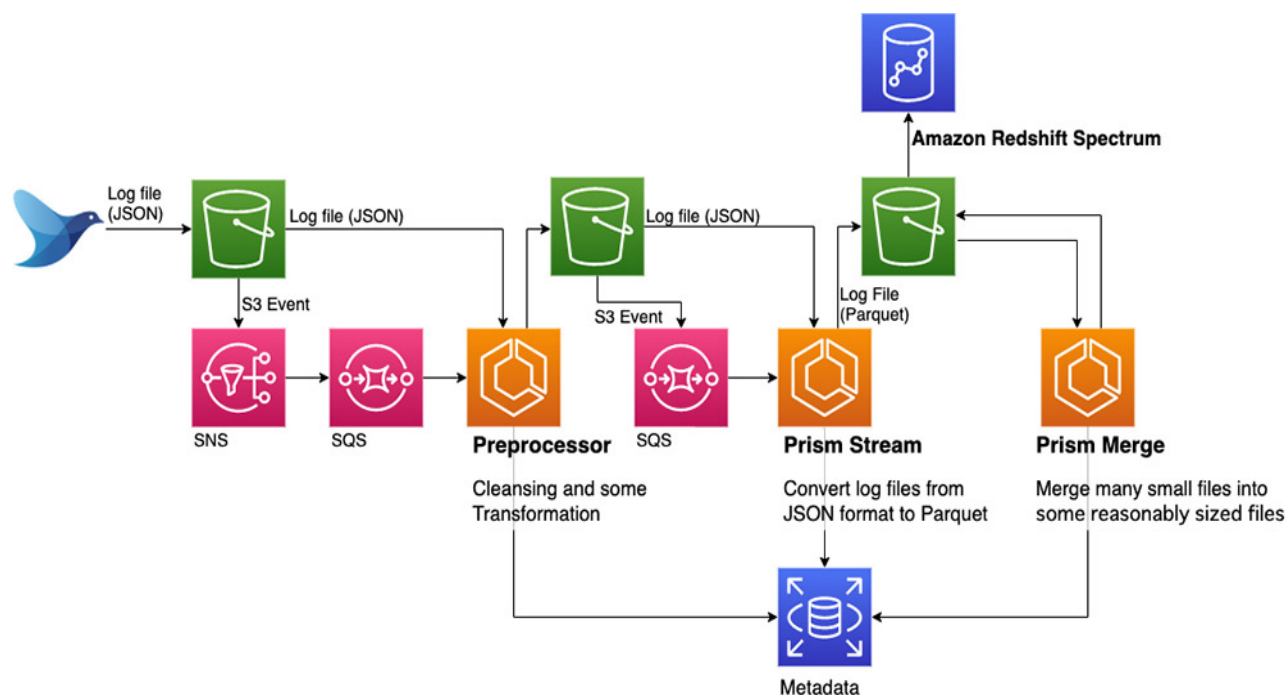 Amazon Redshift Spectrum
Log file
(JSON)
Log file (JSON)
Log file (JSON)
S3 Event
S3 Event
Log File
(Parquet)
SNS
SQS
SQS
Preprocessor
Cleansing and some
Transformation
Prism Stream
Convert log files from
JSON format to Parquet
Prism Merge
Merge many small files into
some reasonably sized files
Metadata